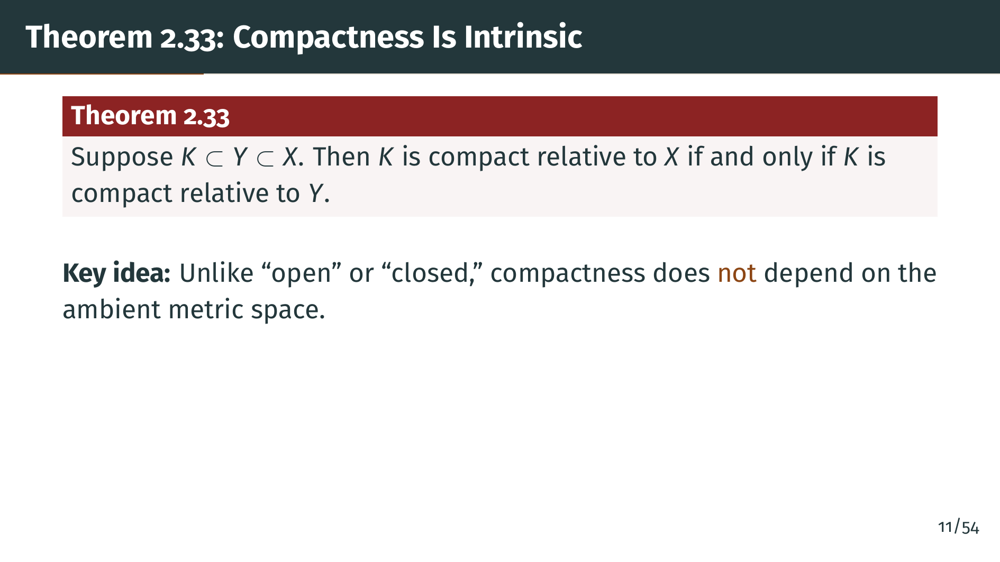 Theorem 2.33: Compactness Is Intrinsic
Theorem 2.33
Suppose K ⊂ Y ⊂ X. Then K is compact relative to X if and only if K is
compact relative to Y.
Key idea: Unlike “open” or “closed,” compactness does not depend on the
ambient metric space.
11/54